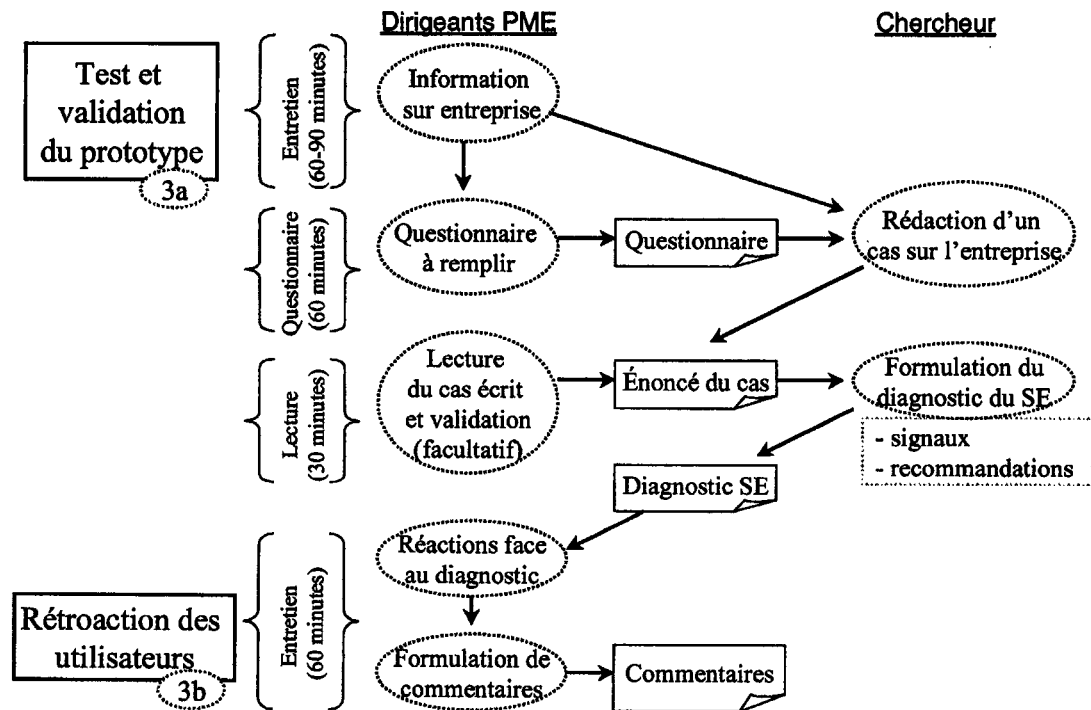 Dirigeants PME
Chercheur
Test et
validation
du prototype
3a
Entretien
(60-90 minutes)
Information
sur entreprise
Questionnaire
(60 minutes)
Questionnaire
à remplir
Questionnaire
Rédaction d'un
cas sur l'entreprise
Lecture
(30 minutes)
Lecture
du cas écrit
et validation
(facultatif)
Énoncé du cas
Formulation du
diagnostic du SE
- signaux
- recommandations
Diagnostic SE
Rétroaction des
utilisateurs
3b
Entretien
(60 minutes)
Réactions face
au diagnostic
Formulation de
commentaires
Commentaires